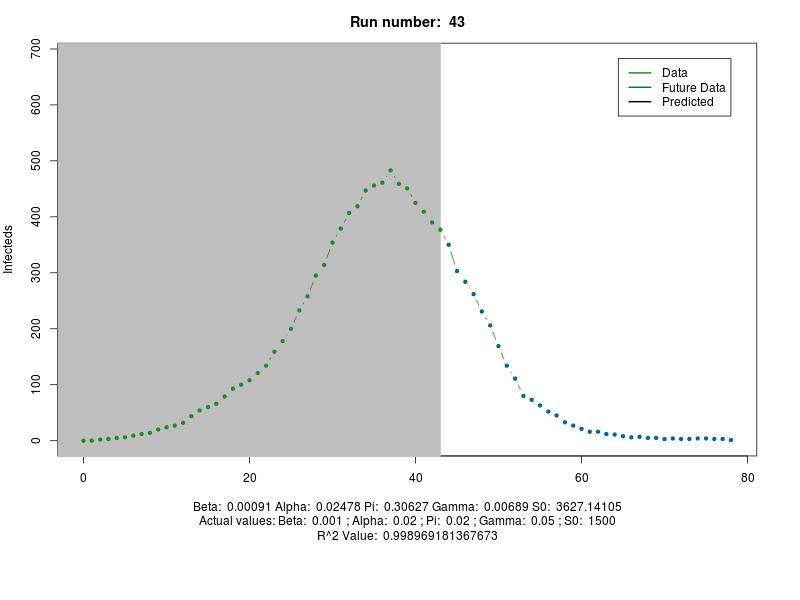 Run number: 43
700
600
500
400
300
200
100
0
Infecteds
Data
Future Data
Predicted
0 20 40 60 80
Beta: 0.00091 Alpha: 0.02478 Pi: 0.30627 Gamma: 0.00689 S0: 3627.14105
Actual values: Beta: 0.001 ; Alpha: 0.02 ; Pi: 0.02 ; Gamma: 0.05 ; S0: 1500
R^2 Value: 0.998969181367673